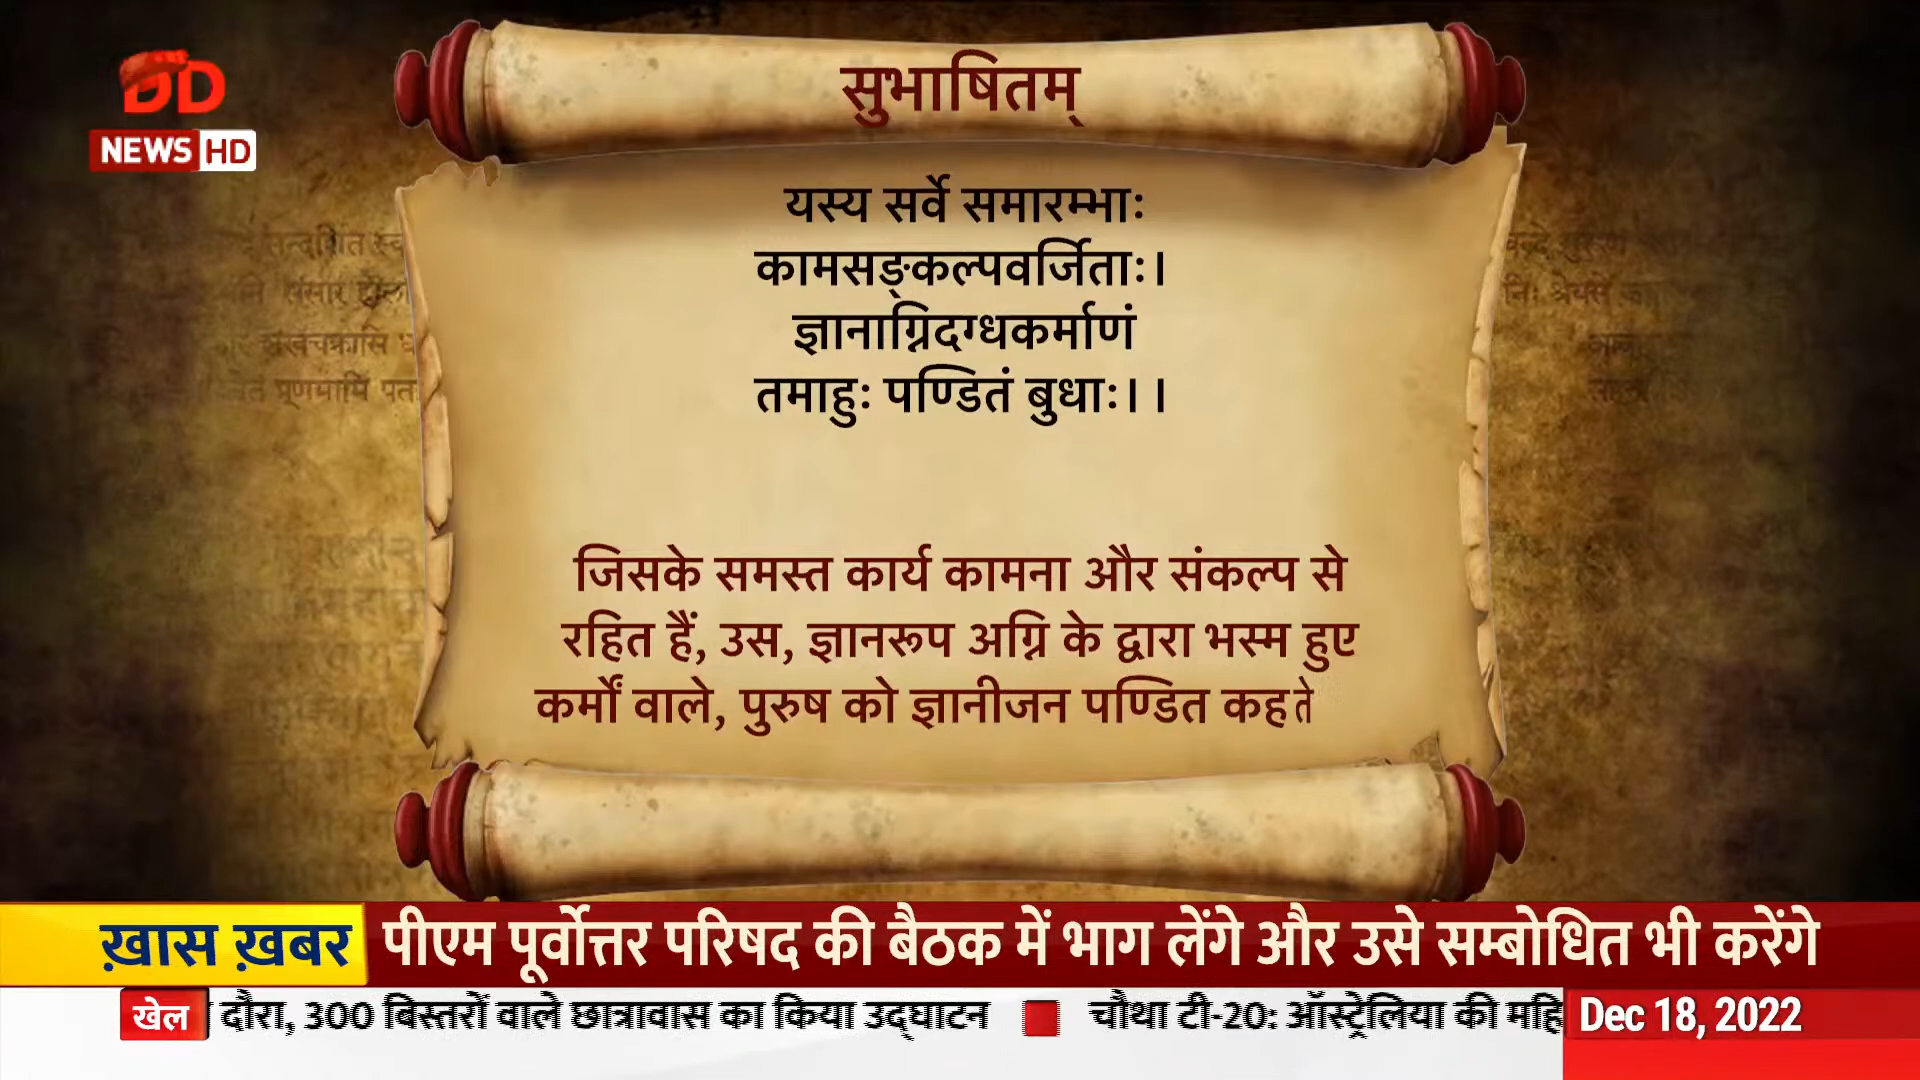 DD
NEWS HD
सुभाषितम्
यस्य सर्वे समारम्भाः
कामसङ्कल्पवर्जिताः।
ज्ञानाग्निदग्धकर्माणं
तमाहुः पण्डितं बुधाः।।
जिसके समस्त कार्य कामना और संकल्प से
रहित हैं, उस, ज्ञानरूप अग्नि के द्वारा भस्म हुए
कर्मों वाले, पुरुष को ज्ञानीजन पण्डित कहते
ख़ास ख़बर पीएम पूर्वोत्तर परिषद की बैठक में भाग लेंगे और उसे सम्बोधित भी करेंगे
खेल दौरा, 300 बिस्तरों वाले छात्रावास का किया उद्घाटन चौथा टी-20: ऑस्ट्रेलिया की महि Dec 18, 2022